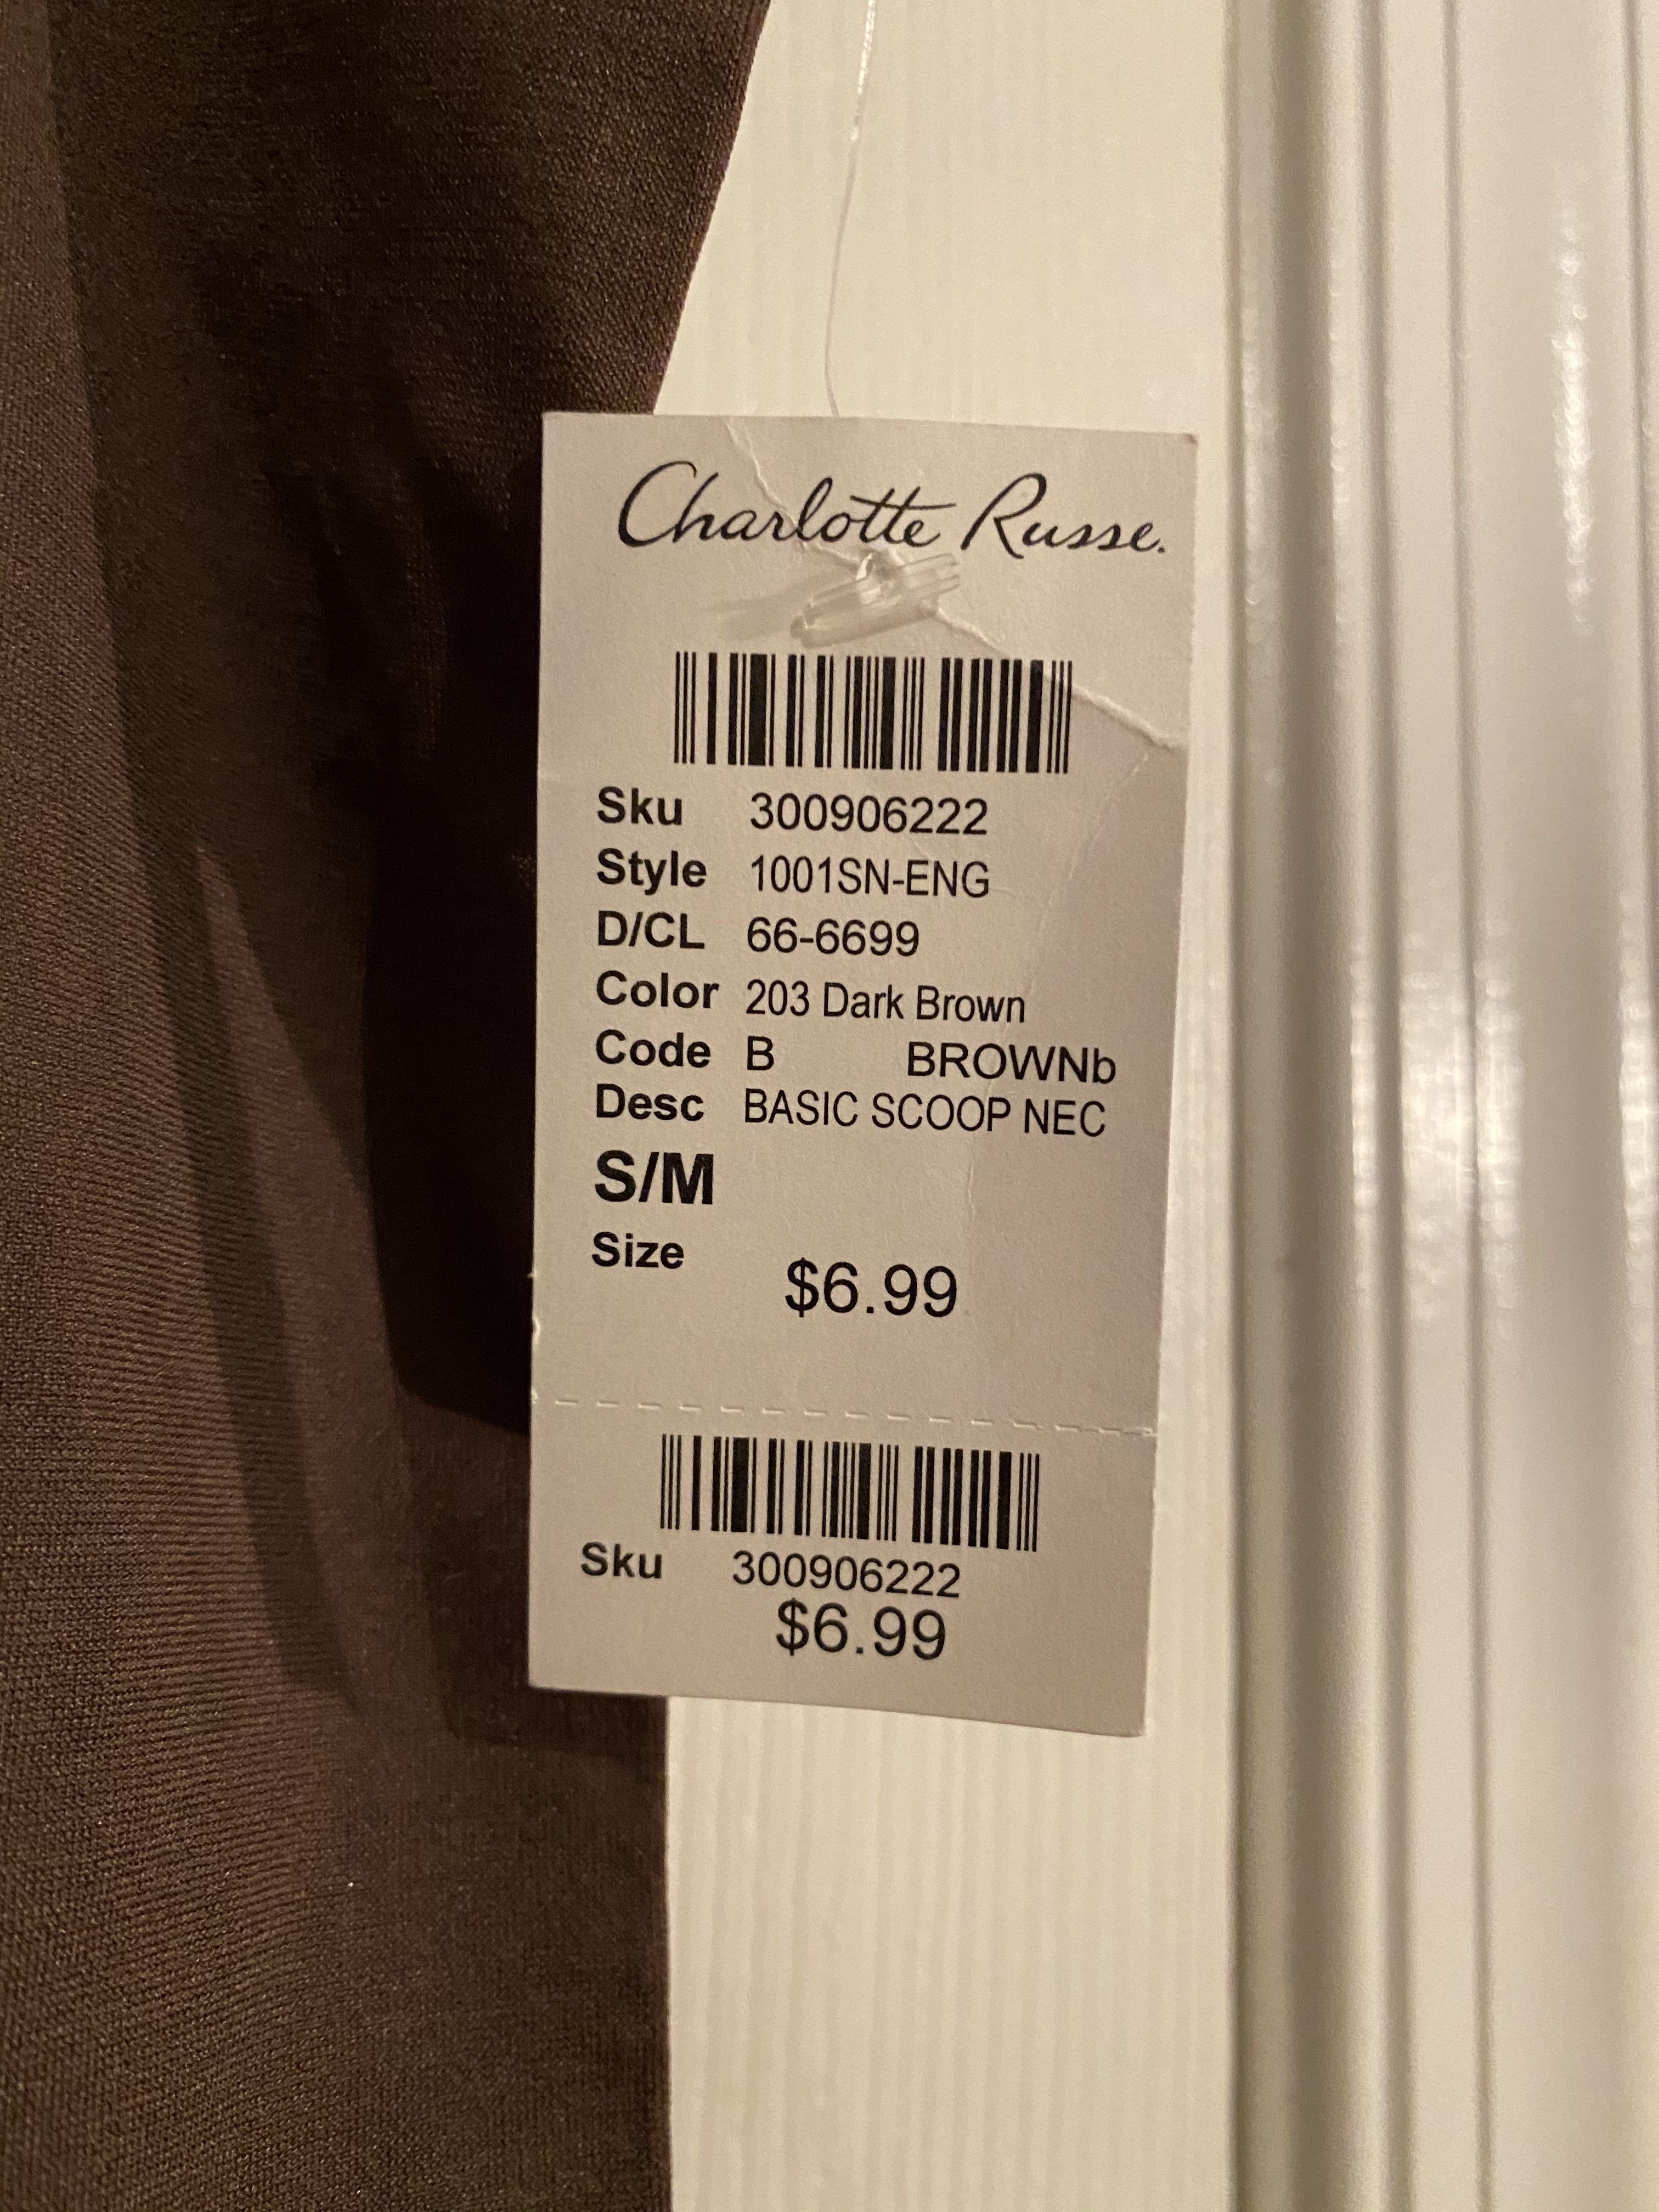 Charlotte Russe.
Sku 300906222
Style 1001SN-ENG
D/CL 66-6699
Color 203 Dark Brown
Code B BROWNb
Desc BASIC SCOOP NEC
S/M
Size
$6.99
Sku 300906222
$6.99